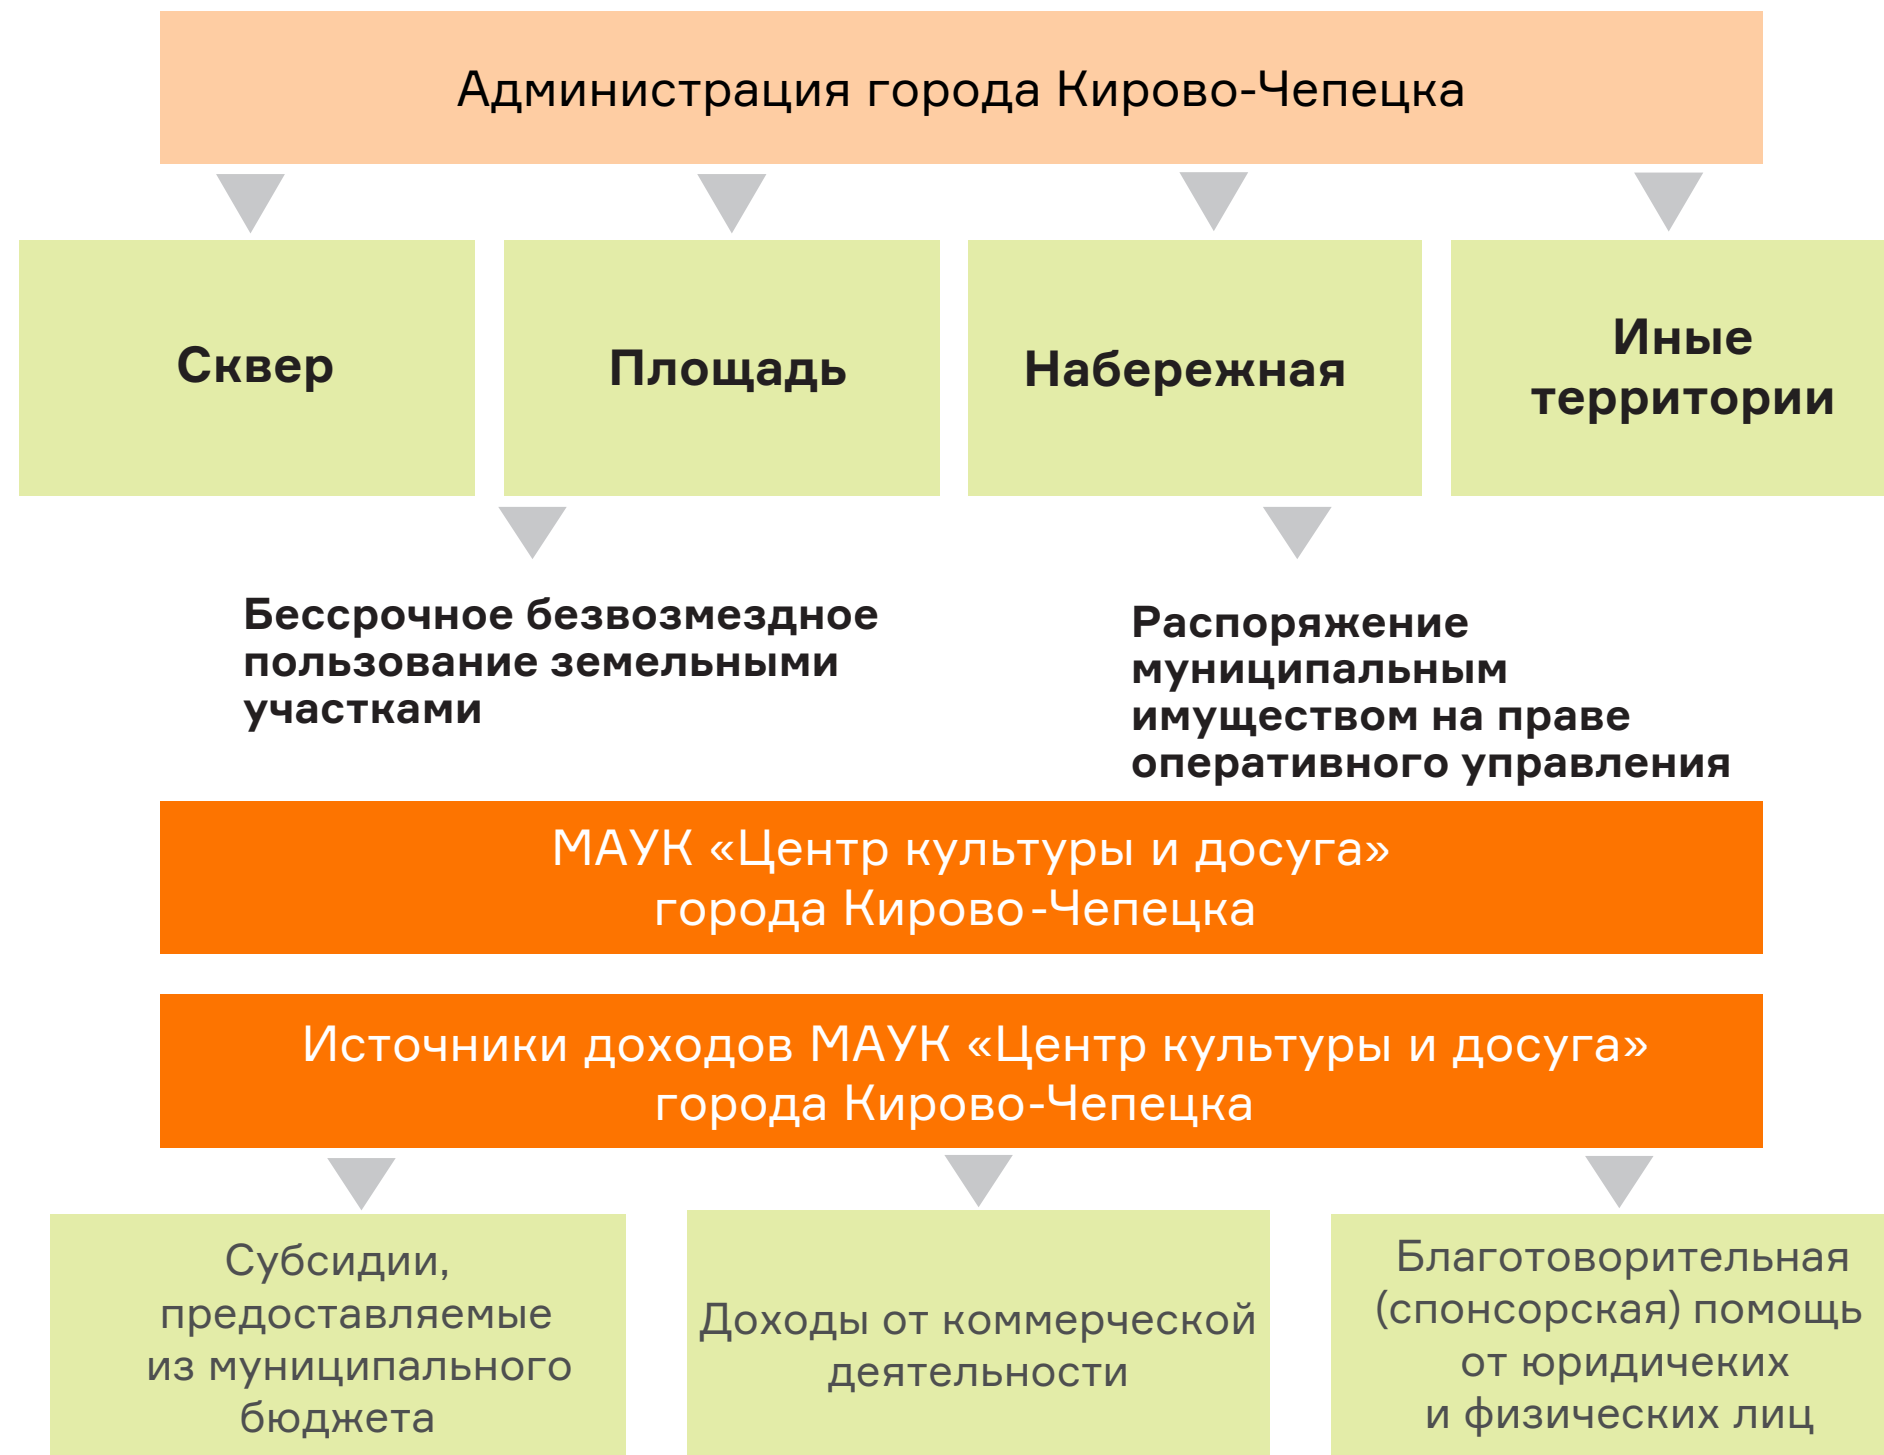 Администрация города Кирово-Чепецка
Сквер
Площадь
Набережная
Иные
территории
Бессрочное безвозмездное
пользование земельными
участками
Распоряжение
муниципальным
имуществом на праве
оперативного управления
МАУК «Центр культуры и досуга»
города Кирово-Чепецка
Источники доходов МАУК «Центр культуры и досуга»
города Кирово-Чепецка
Субсидии,
предоставляемые
из муниципального
бюджета
Доходы от коммерческой
деятельности
Благотоворительная
(спонсорская) помощь
от юридичеких
и физических лиц